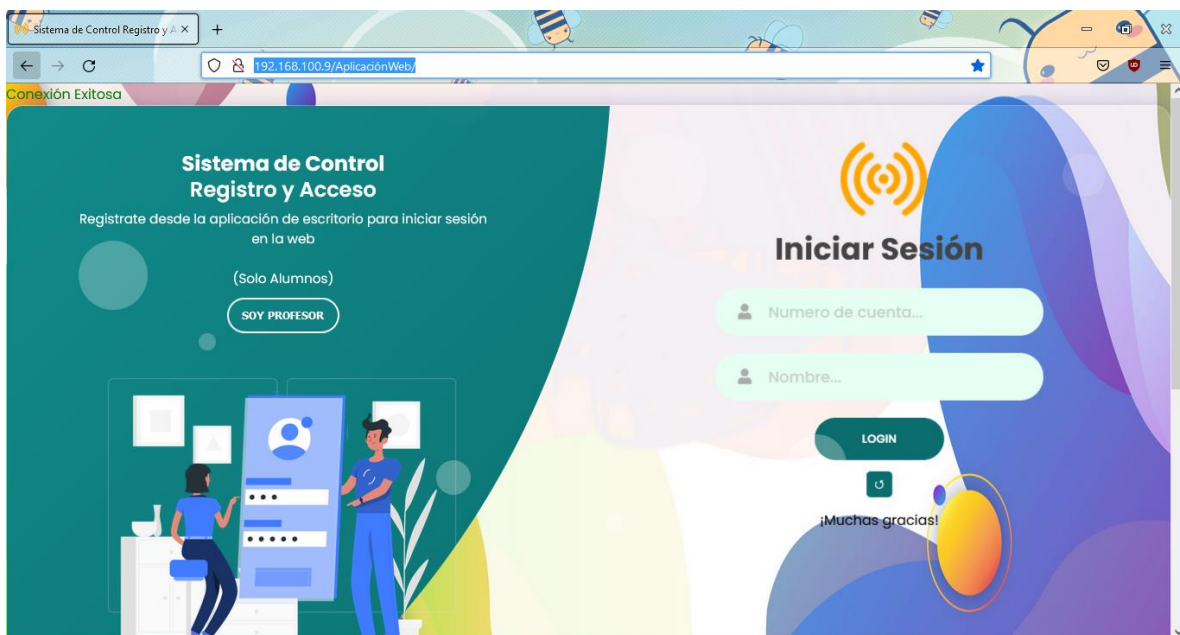 Sistema de Control Registro y A
192.168.100.9/AplicaciónWeb/
Conexión Exitosa
Sistema de Control
Registro y Acceso
Registrate desde la aplicación de escritorio para iniciar sesión
en la web
(Solo Alumnos)
SOY PROFESOR
Iniciar Sesión
Numero de cuenta...
Nombre...
LOGIN
¡Muchas gracias!